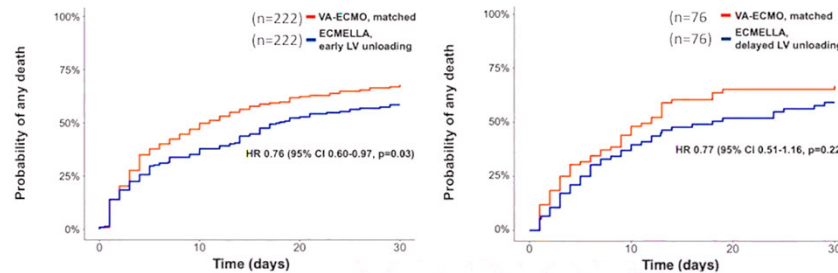 (n=222) VA-ECMO, matched
(n=222) ECMELLA,
early LV unloading
Probability of any death
75%
50%
25%
0%
HR 0.76 (95% CI 0.60-0.97, p=0.03)
0 10 20 30
Time (days)
(n=76 VA-ECMO, matched
(n=76) ECMELLA,
delayed LV unloading
Probability of any death
100%
75%
50%
25%
0%
HR 0.77 (95% CI 0.51-1.16, p=0.22
0 10 20 30
Time (days)